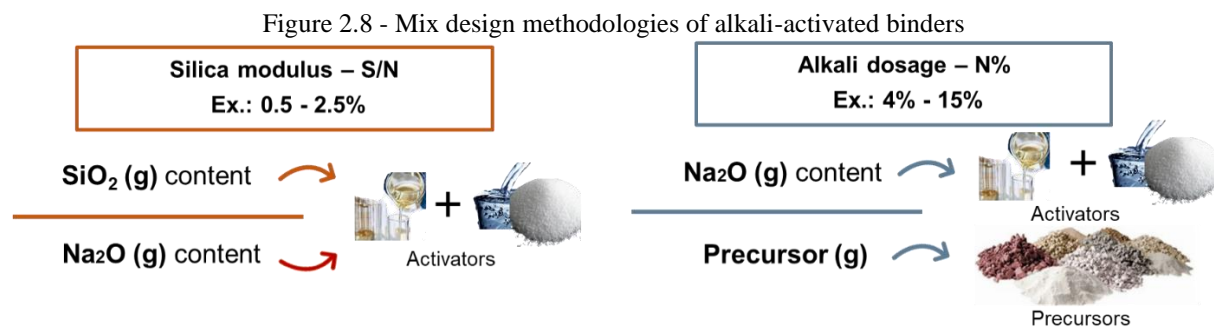 Figure 2.8 - Mix design methodologies of alkali-activated binders
Silica modulus – S/N
Ex.: 0.5 - 2.5%
SiO₂ (g) content
Na₂O (g) content
+
Activators
Alkali dosage – N%
Ex.: 4% - 15%
Na₂O (g) content
+
Activators
Precursor (g)
Precursors